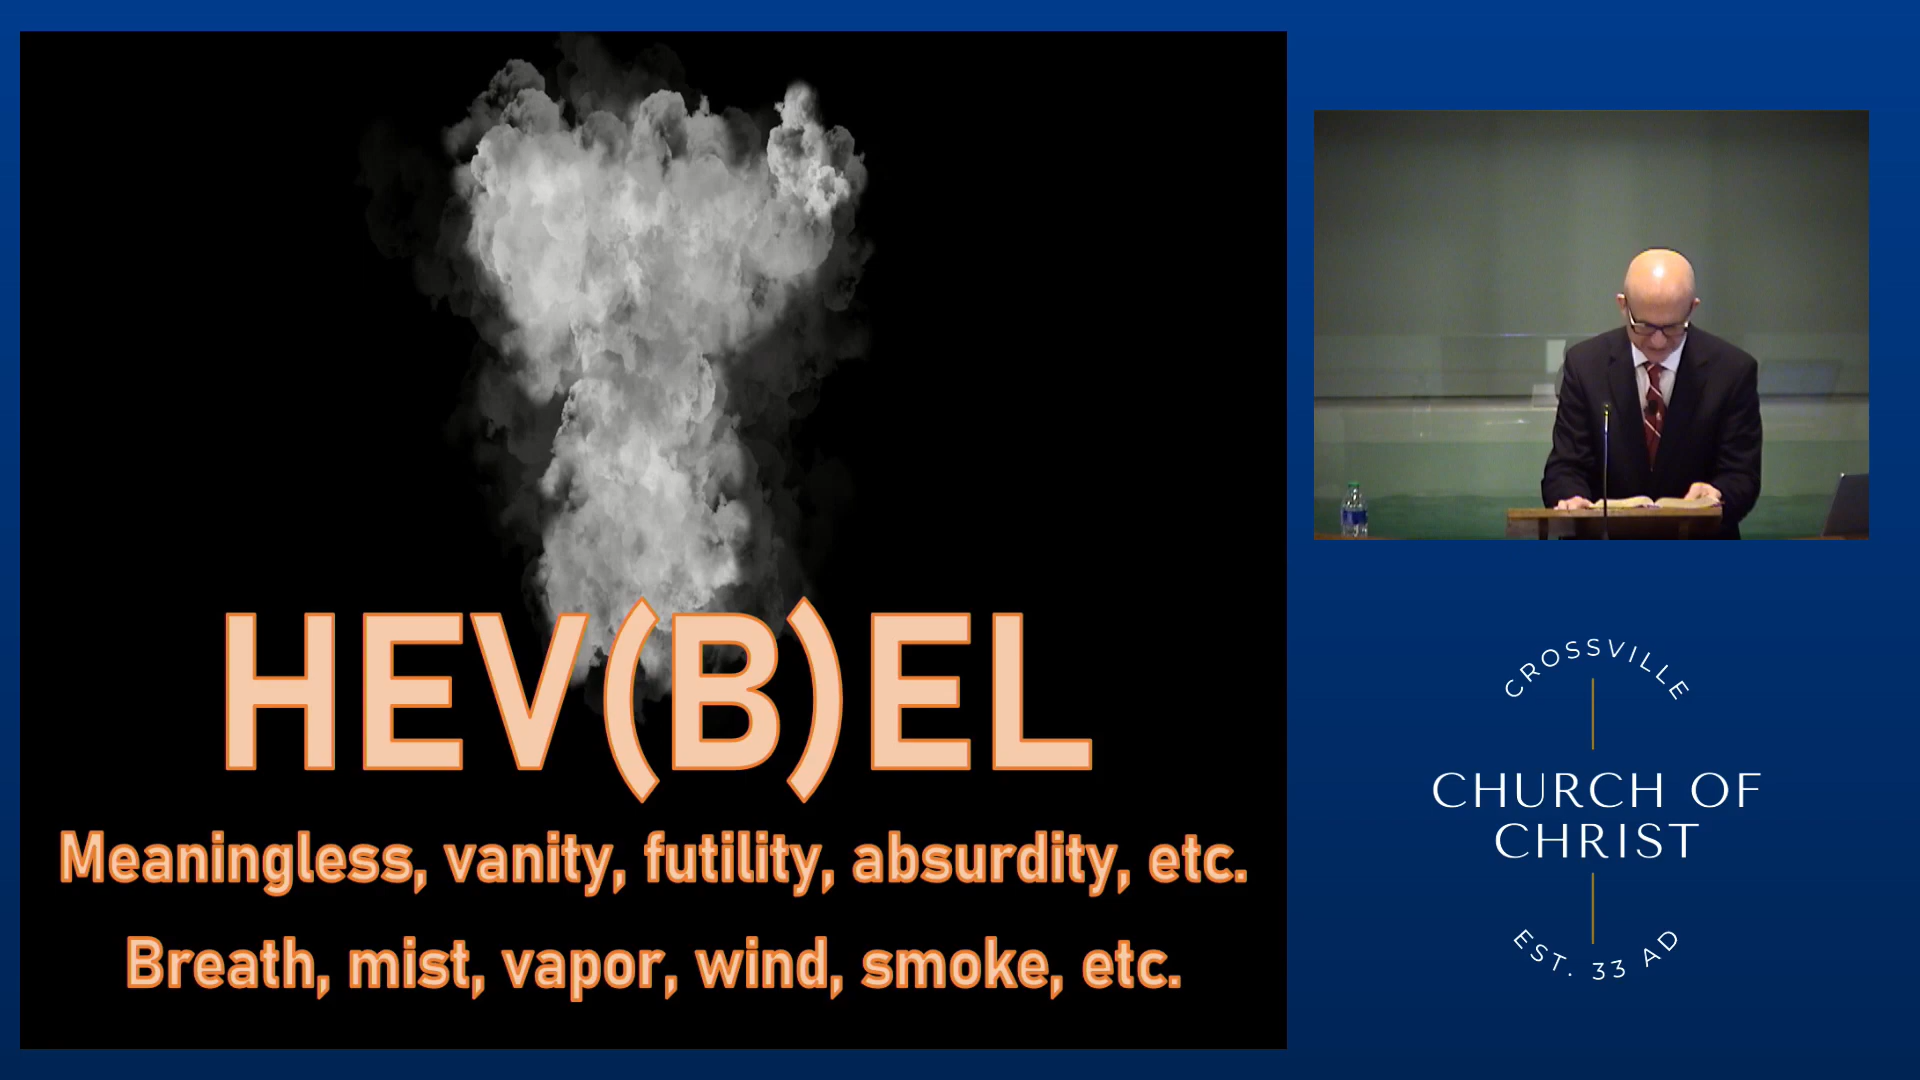 HEV(B)EL
Meaningless, vanity, futility, absurdity, etc.
Breath, mist, vapor, wind, smoke, etc.
CROSSVILLE
CHURCH OF
CHRIST
EST. 33 AD